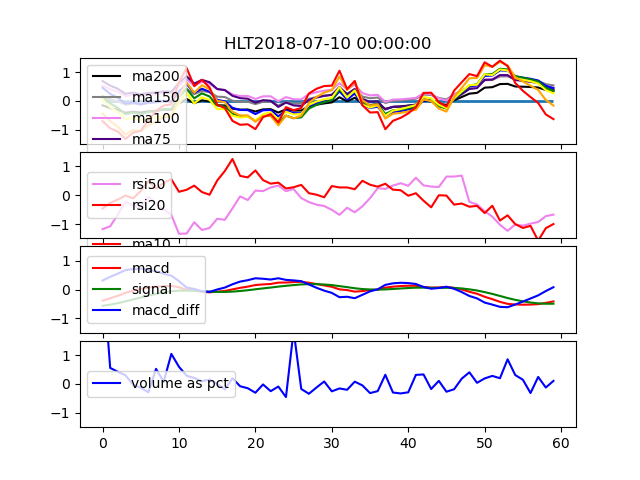 HLT2018-07-10 00:00:00
1
0
−1
ma200
ma150
ma100
ma75
1
0
−1
rsi50
rsi20
ma10
1
0
−1
macd
signal
macd_diff
1
0
−1
volume as pct
0 10 20 30 40 50 60